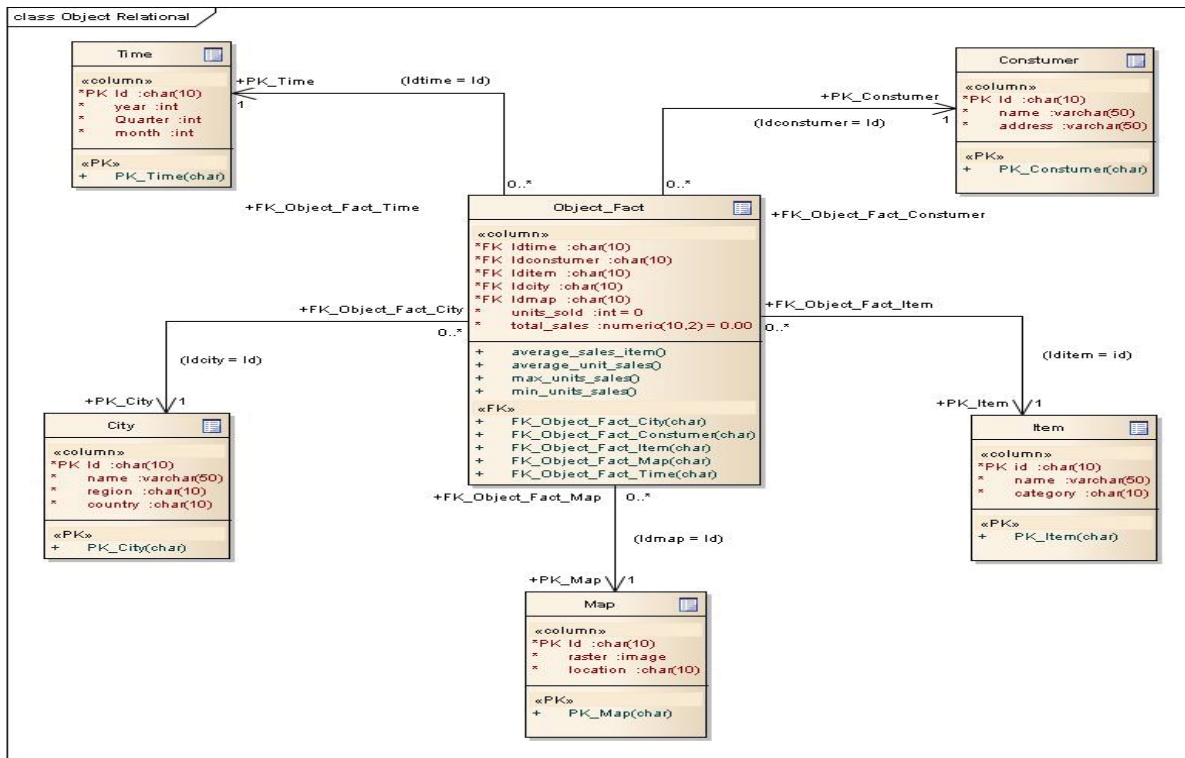 class Object Relational
Time
«column»
*PK Id :char(10)
* year :int
* Quarter :int
* month :int
«PK»
+ PK_Time(char)
+PK_Time
1
(Idtime = Id)
0..*
+FK_Object_Fact_Time
Constumer
«column»
*PK Id :char(10)
* name :varchar(50)
* address :varchar(50)
«PK»
+ PK_Constumer(char)
+PK_Constumer
1
(Idconstumer = Id)
0..*
+FK_Object_Fact_Constumer
Object_Fact
«column»
*FK Idtime :char(10)
*FK Idconstumer :char(10)
*FK Iditem :char(10)
*FK Idcity :char(10)
*FK Idmap :char(10)
* units_sold :int = 0
* total_sales :numeric(10,2) = 0.00
+ average_sales_item()
+ average_unit_sales()
+ max_units_sales()
+ min_units_sales()
«FK»
+ FK_Object_Fact_City(char)
+ FK_Object_Fact_Constumer(char)
+ FK_Object_Fact_Item(char)
+ FK_Object_Fact_Map(char)
+ FK_Object_Fact_Time(char)
+FK_Object_Fact_City
0..*
(Idcity = Id)
+PK_City
1
City
«column»
*PK Id :char(10)
* name :varchar(50)
* region :char(10)
* country :char(10)
«PK»
+ PK_City(char)
+FK_Object_Fact_Item
0..*
(Iditem = id)
+PK_Item
1
Item
«column»
*PK id :char(10)
* name :varchar(50)
* category :char(10)
«PK»
+ PK_Item(char)
+FK_Object_Fact_Map
0..*
(Idmap = Id)
+PK_Map
1
Map
«column»
*PK Id :char(10)
* raster :image
* location :char(10)
«PK»
+ PK_Map(char)